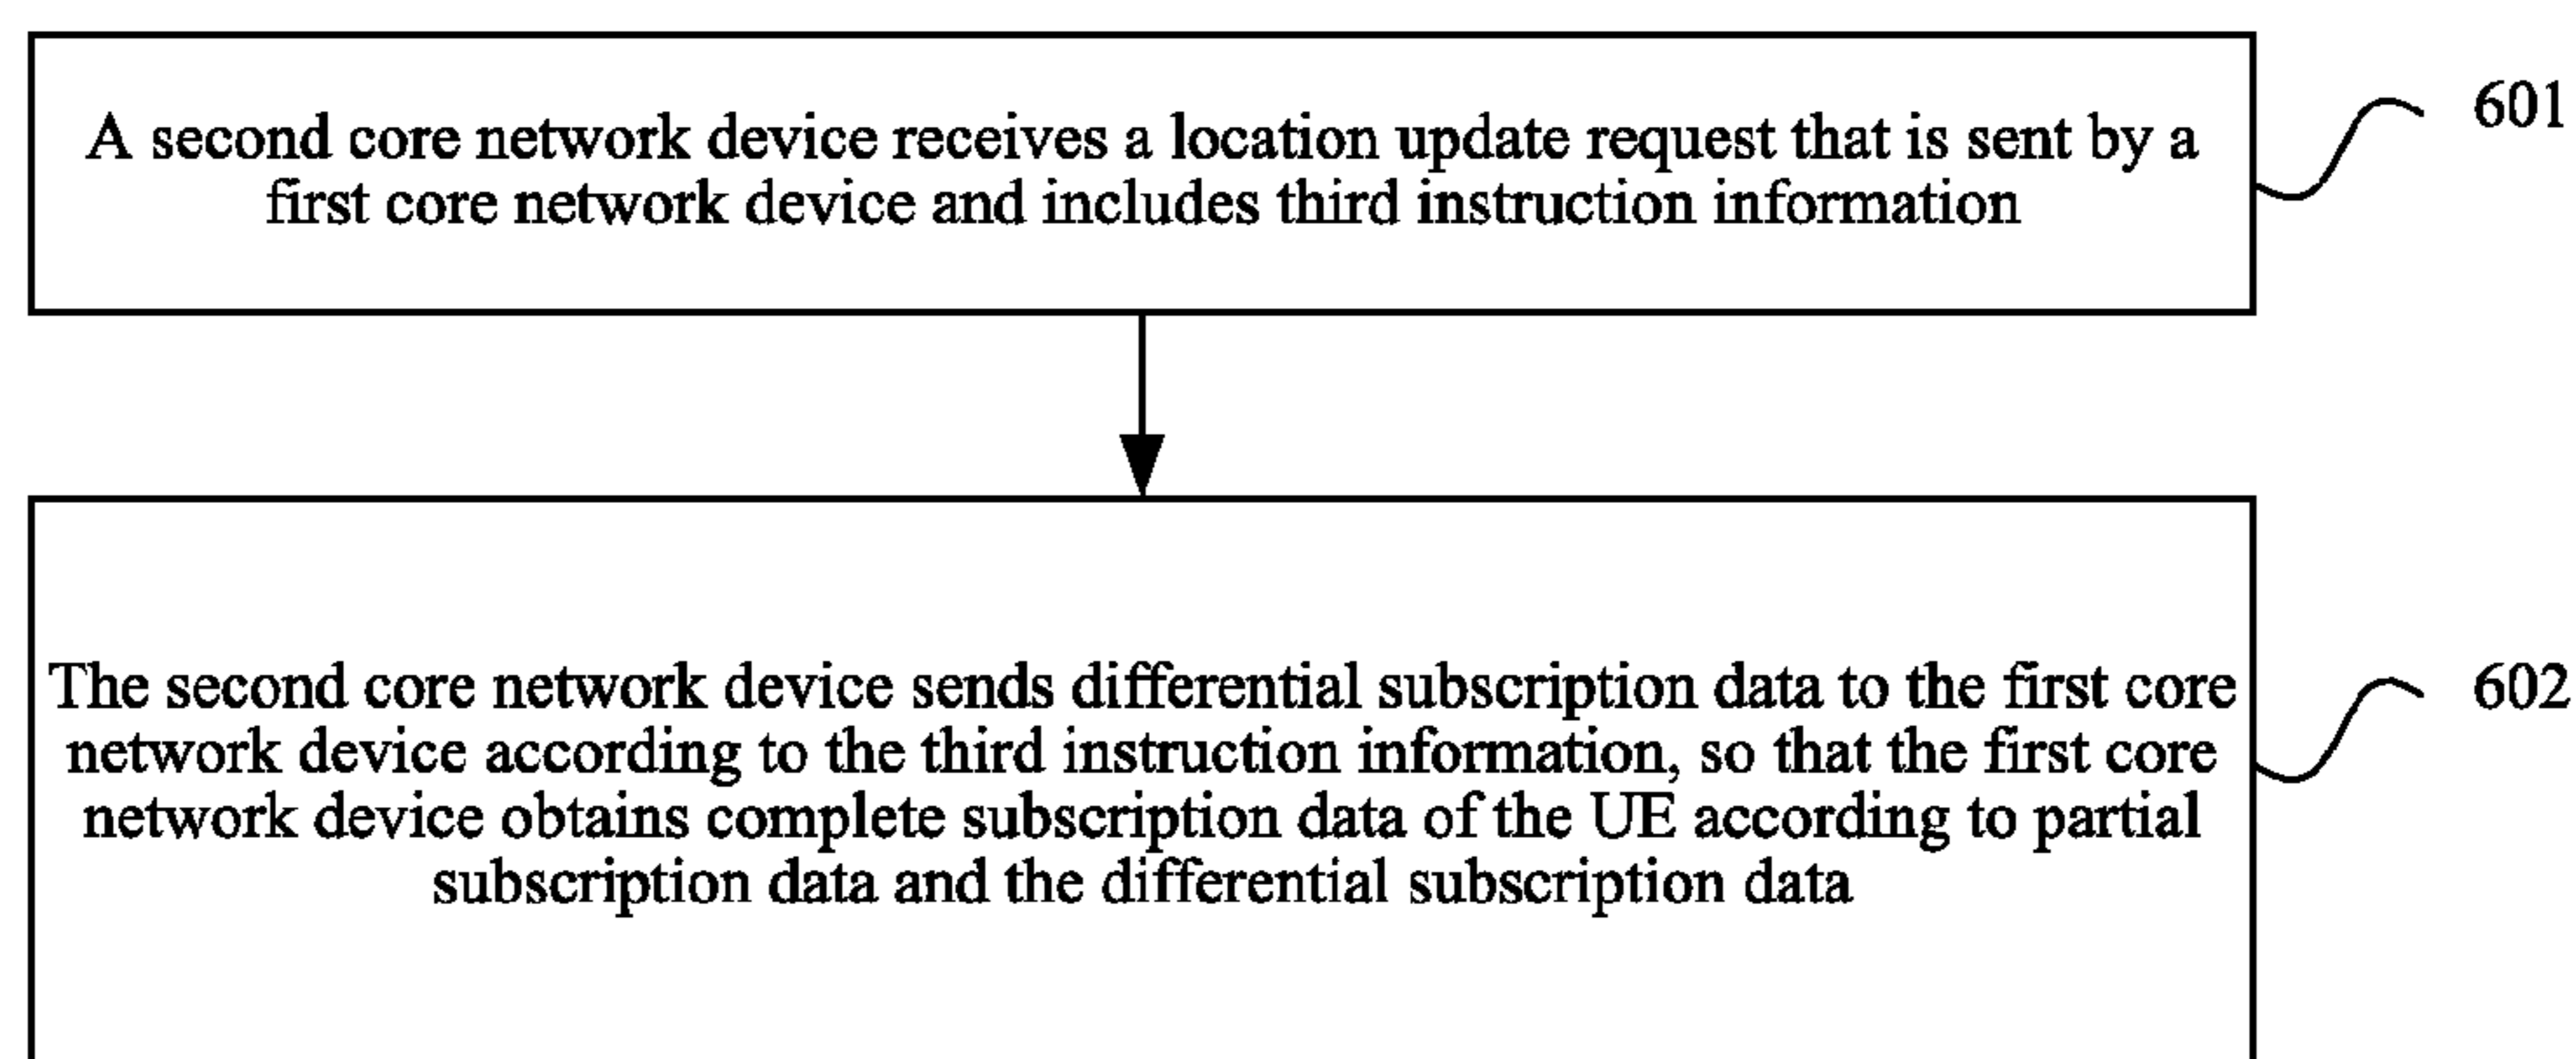 A second core network device receives a location update request that is sent by a
first core network device and includes third instruction information
601
The second core network device sends differential subscription data to the first core
network device according to the third instruction information, so that the first core
network device obtains complete subscription data of the UE according to partial
subscription data and the differential subscription data
602